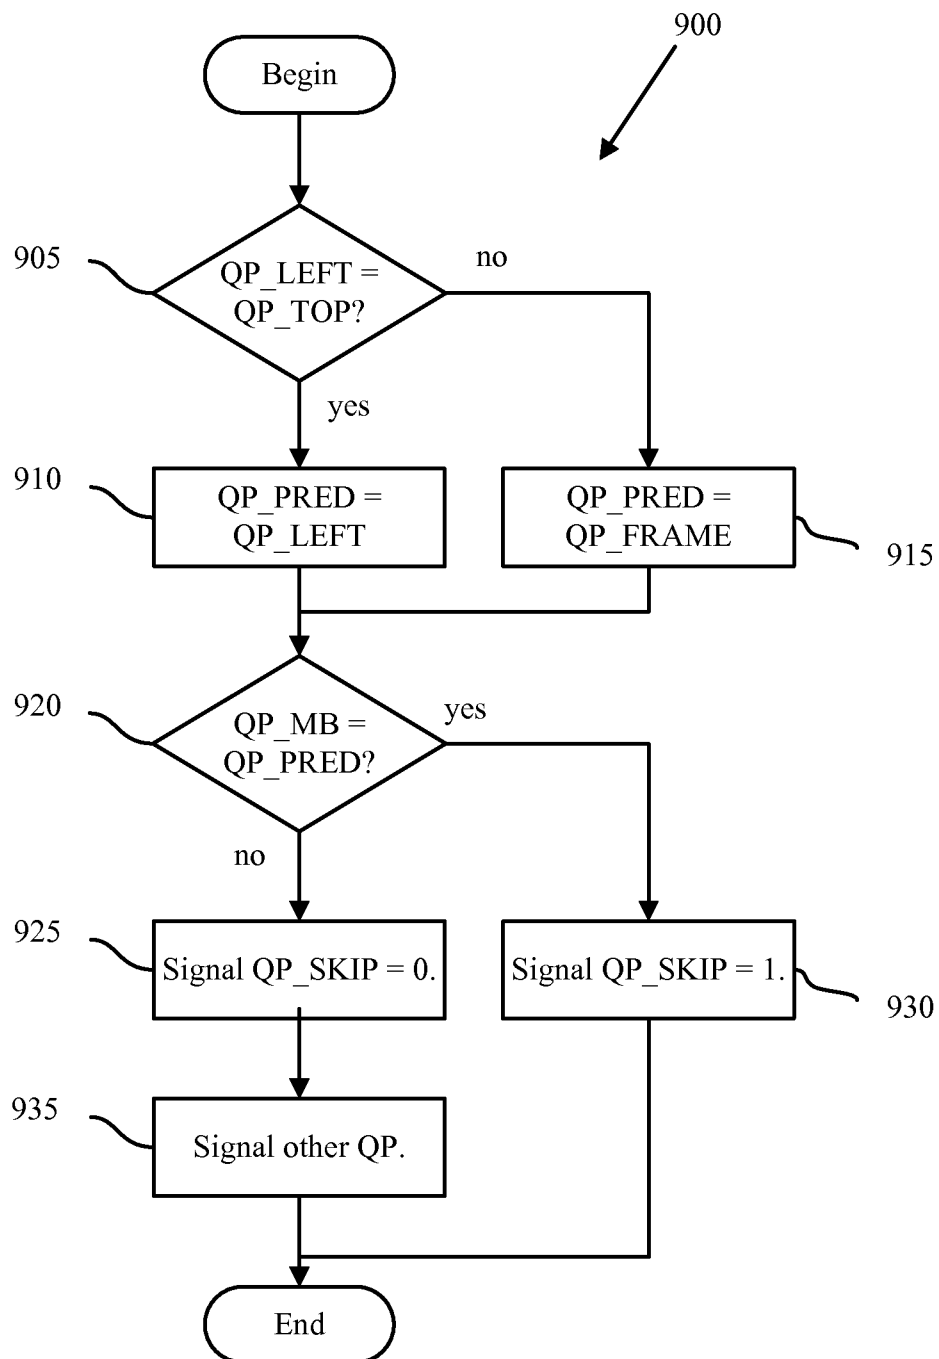 900
Begin
905
QP_LEFT =
QP_TOP?
no
yes
910
QP_PRED =
QP_LEFT
QP_PRED =
QP_FRAME
915
920
QP_MB =
QP_PRED?
yes
no
925
Signal QP_SKIP = 0.
Signal QP_SKIP = 1.
930
935
Signal other QP.
End